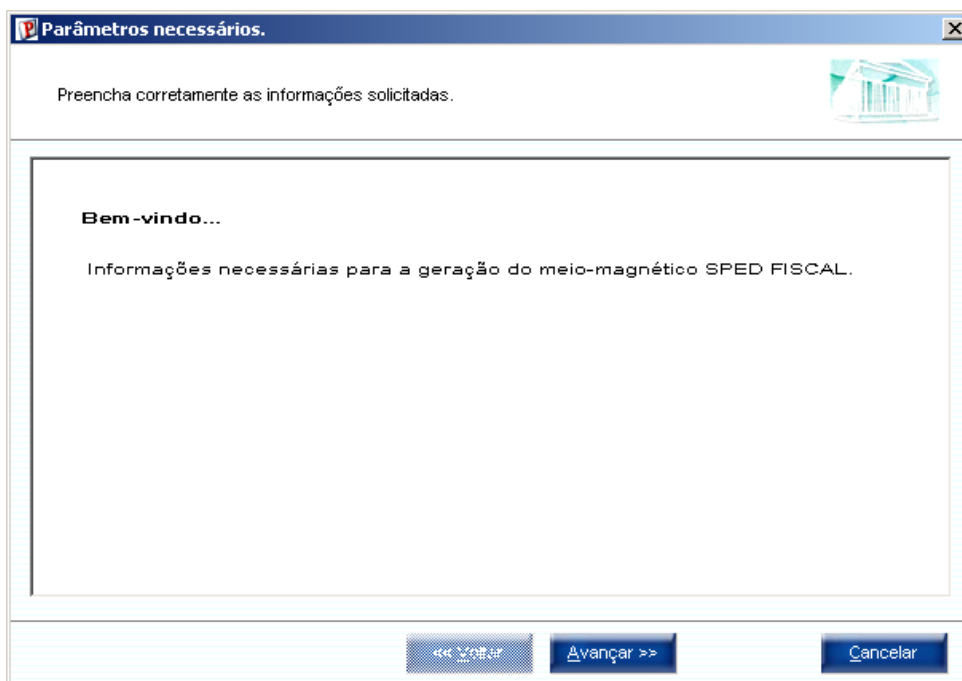 Parâmetros necessários.
Preencha corretamente as informações solicitadas.
Bem-vindo...
Informações necessárias para a geração do meio-magnético SPED FISCAL.
<< Voltar Avançar >> Cancelar